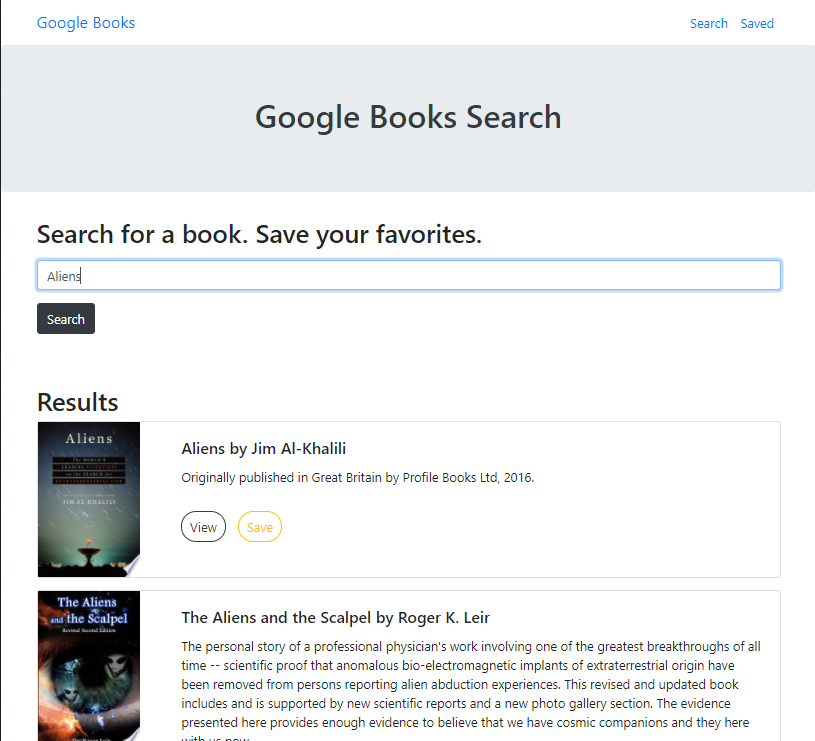 Google Books
Search Saved
Google Books Search
Search for a book. Save your favorites.
Aliens
Search
Results
Aliens
The World's
Leading Scientists
on the Search for
Extraterrestrial Life
JIM AL-KHALILI
Aliens by Jim Al-Khalili
Originally published in Great Britain by Profile Books Ltd, 2016.
View Save
The Aliens
and the Scalpel
Revised Second Edition
The Aliens and the Scalpel by Roger K. Leir
The personal story of a professional physician's work involving one of the greatest breakthroughs of all
time -- scientific proof that anomalous bio-electromagnetic implants of extraterrestrial origin have
been removed from persons reporting alien abduction experiences. This revised and updated book
includes and is supported by new scientific reports and a new photo gallery section. The evidence
presented here provides enough evidence to believe that we have cosmic companions and they here
with us now.